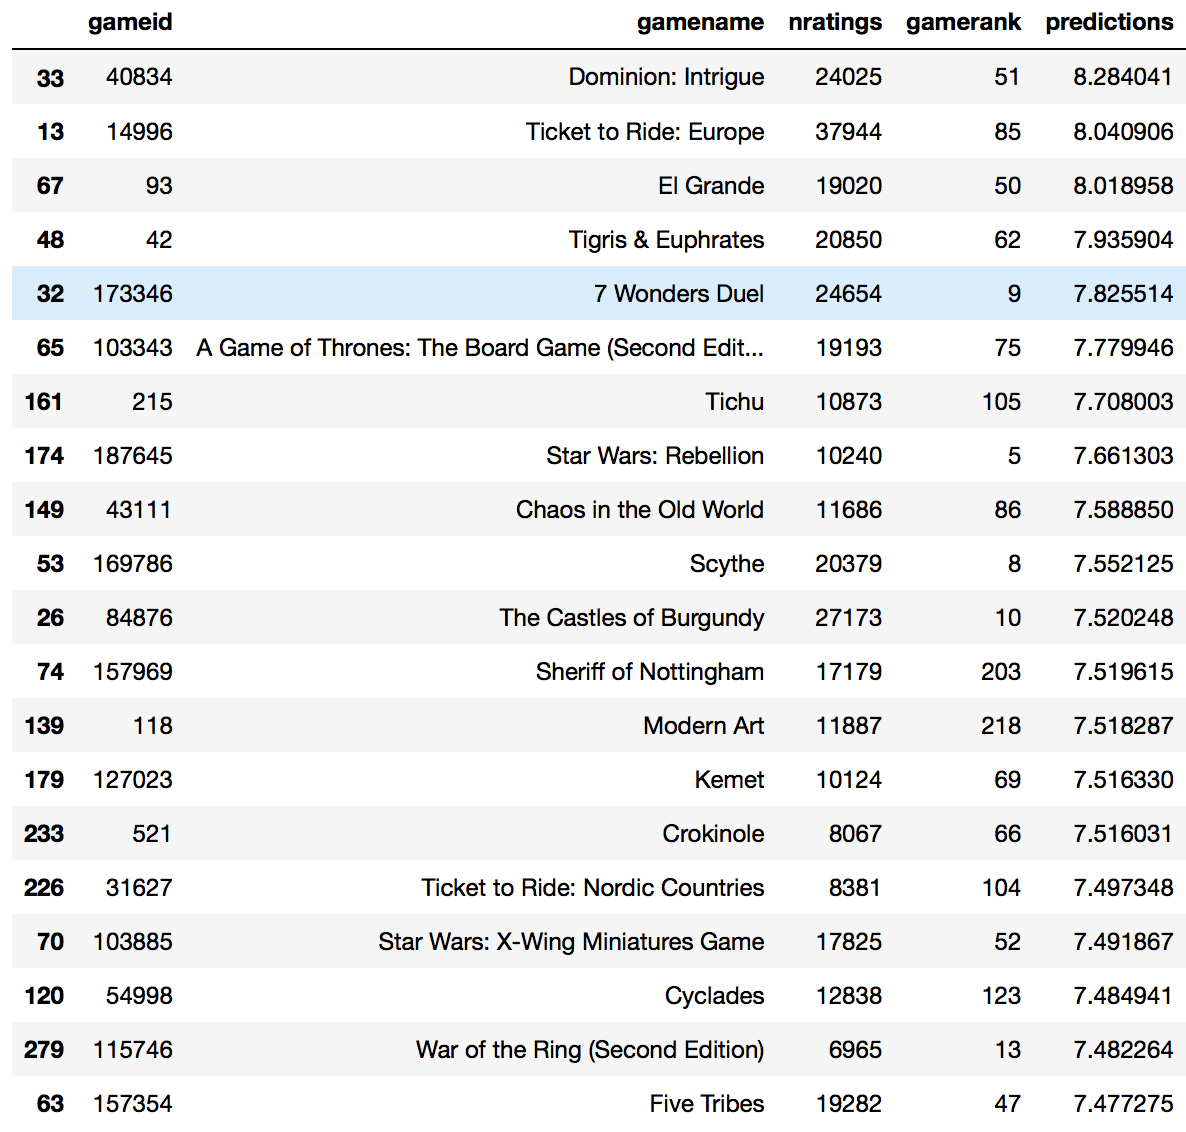 gameid gamename nratings gamerank predictions
33 40834 Dominion: Intrigue 24025 51 8.284041
13 14996 Ticket to Ride: Europe 37944 85 8.040906
67 93 El Grande 19020 50 8.018958
48 42 Tigris & Euphrates 20850 62 7.935904
32 173346 7 Wonders Duel 24654 9 7.825514
65 103343 A Game of Thrones: The Board Game (Second Edit... 19193 75 7.779946
161 215 Tichu 10873 105 7.708003
174 187645 Star Wars: Rebellion 10240 5 7.661303
149 43111 Chaos in the Old World 11686 86 7.588850
53 169786 Scythe 20379 8 7.552125
26 84876 The Castles of Burgundy 27173 10 7.520248
74 157969 Sheriff of Nottingham 17179 203 7.519615
139 118 Modern Art 11887 218 7.518287
179 127023 Kemet 10124 69 7.516330
233 521 Crokinole 8067 66 7.516031
226 31627 Ticket to Ride: Nordic Countries 8381 104 7.497348
70 103885 Star Wars: X-Wing Miniatures Game 17825 52 7.491867
120 54998 Cyclades 12838 123 7.484941
279 115746 War of the Ring (Second Edition) 6965 13 7.482264
63 157354 Five Tribes 19282 47 7.477275